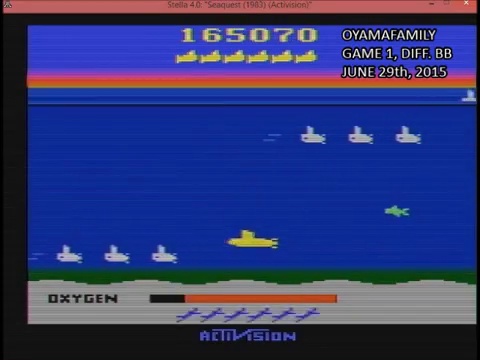 Stella 4.0: "Seaquest (1983) (Activision)"
165070
OYAMAFAMILY
GAME 1, DIFF. BB
JUNE 29th, 2015
OXYGEN
ACTIVISION